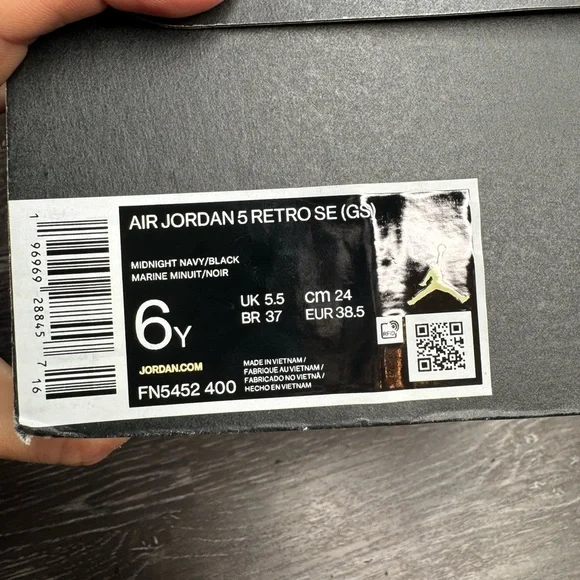 AIR JORDAN 5 RETRO SE (GS)
MIDNIGHT NAVY/BLACK
MARINE MINUIT/NOIR
6Y
UK 5.5 cm 24
BR 37 EUR 38.5
JORDAN.COM
FN5452 400
MADE IN VIETNAM /
FABRIQUE AU VIETNAM /
FABRICADO NO VIETNÃ /
HECHO EN VIETNAM
RFID
1 96969 28845 7 16